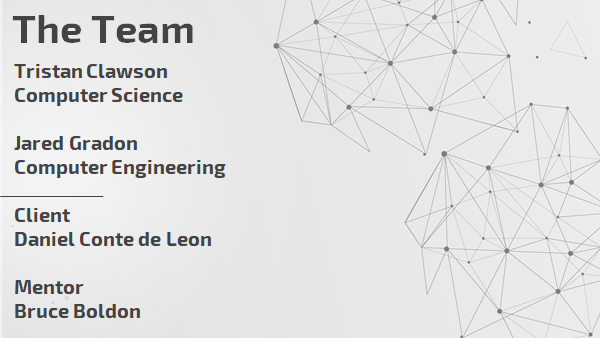 The Team
Tristan Clawson
Computer Science
Jared Gradon
Computer Engineering
Client
Daniel Conte de Leon
Mentor
Bruce Boldon